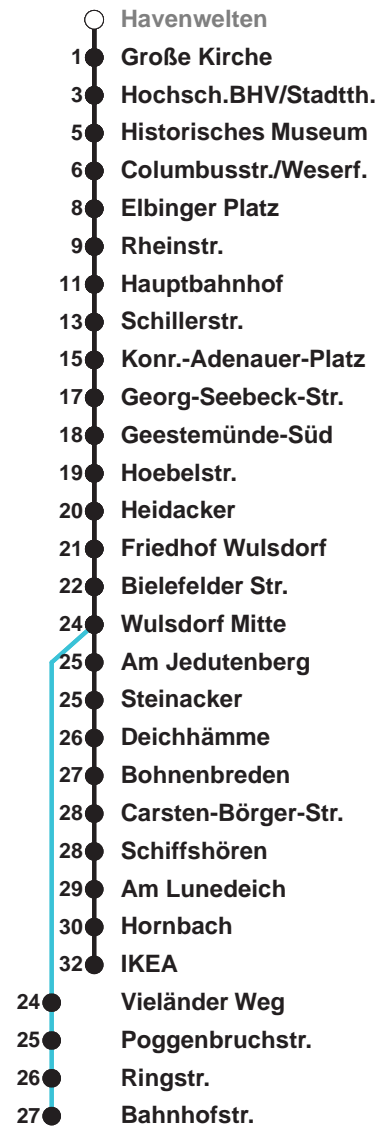 Havenwelten
1 Große Kirche
3 Hochsch.BHV/Stadtth.
5 Historisches Museum
6 Columbusstr./Weserf.
8 Elbinger Platz
9 Rheinstr.
11 Hauptbahnhof
13 Schillerstr.
15 Konr.-Adenauer-Platz
17 Georg-Seebeck-Str.
18 Geestemünde-Süd
19 Hoebelstr.
20 Heidacker
21 Friedhof Wulsdorf
22 Bielefelder Str.
24 Wulsdorf Mitte
25 Am Jedutenberg
25 Steinacker
26 Deichhämme
27 Bohnenbreden
28 Carsten-Börger-Str.
28 Schiffshören
29 Am Lunedeich
30 Hornbach
32 IKEA
24 Vieländer Weg
25 Poggenbruchstr.
26 Ringstr.
27 Bahnhofstr.